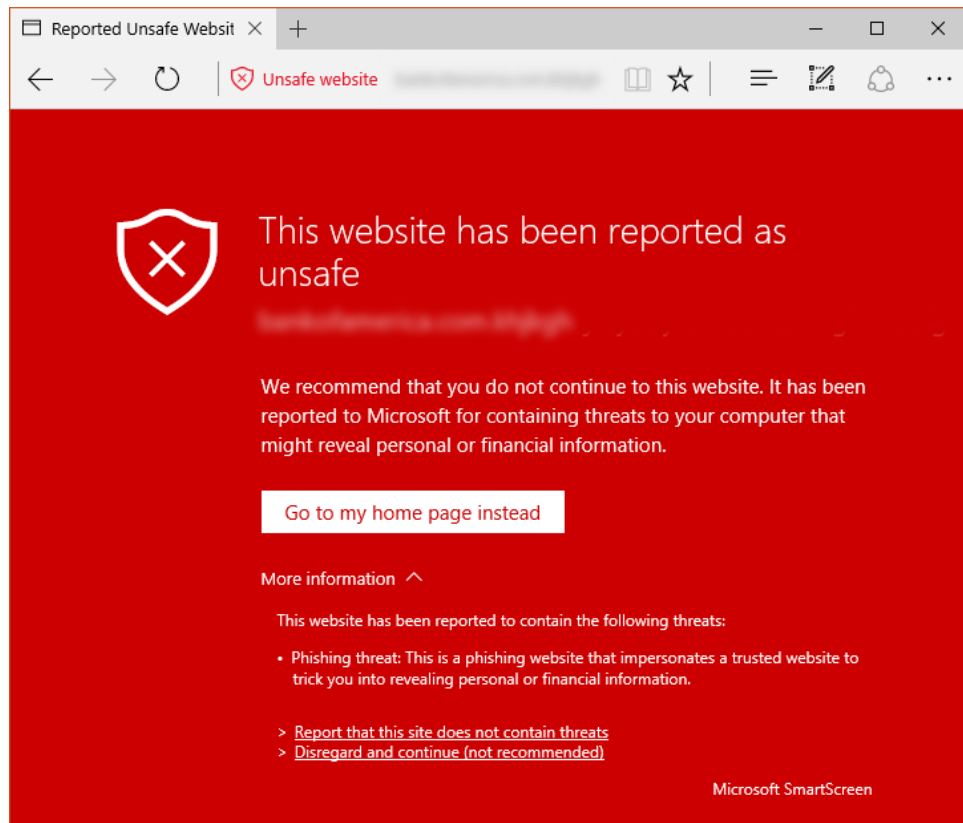 Reported Unsafe Websit
Unsafe website
This website has been reported as
unsafe
bankofamerica.com.
We recommend that you do not continue to this website. It has been
reported to Microsoft for containing threats to your computer that
might reveal personal or financial information.
Go to my home page instead
More information
This website has been reported to contain the following threats:
• Phishing threat: This is a phishing website that impersonates a trusted website to
trick you into revealing personal or financial information.
> Report that this site does not contain threats
> Disregard and continue (not recommended)
Microsoft SmartScreen